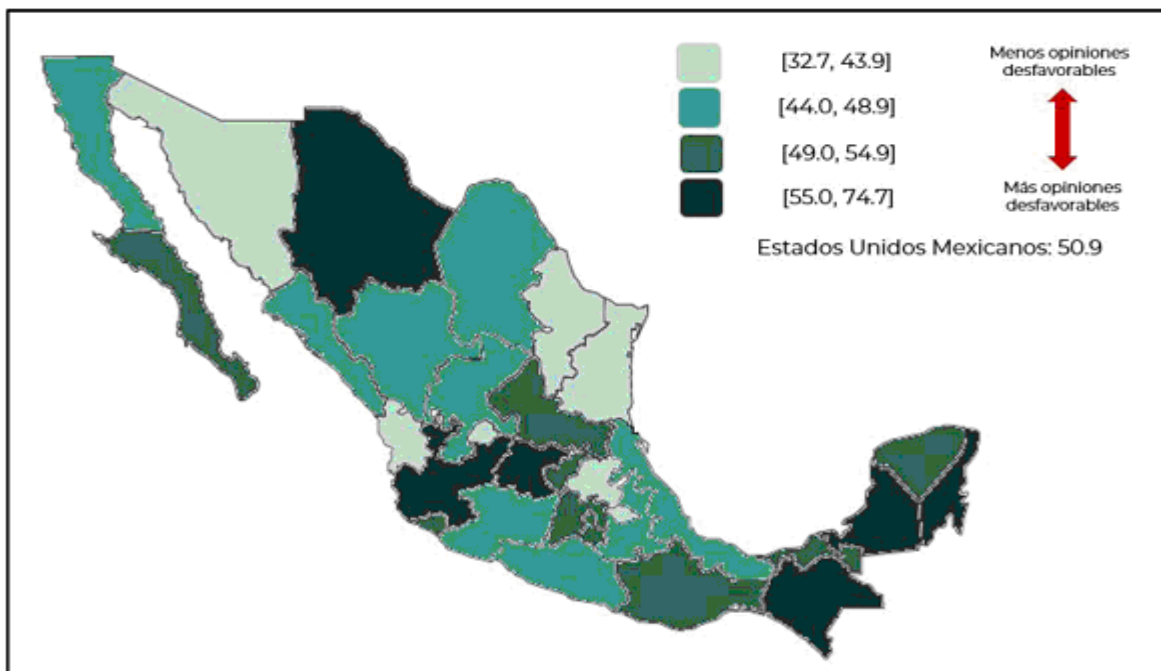 [32.7, 43.9]
[44.0, 48.9]
[49.0, 54.9]
[55.0, 74.7]
Menos opiniones
desfavorables
Más opiniones
desfavorables
Estados Unidos Mexicanos: 50.9